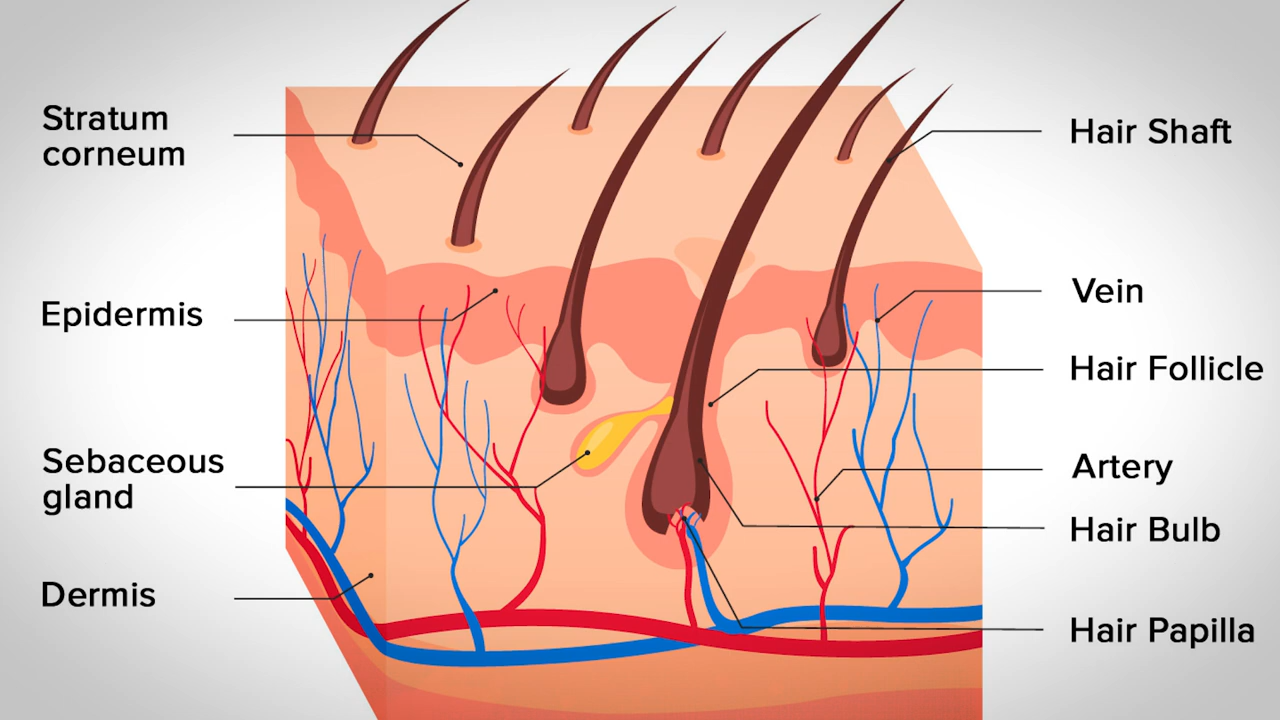 Stratum
corneum
Epidermis
Sebaceous
gland
Dermis
Hair Shaft
Vein
Hair Follicle
Artery
Hair Bulb
Hair Papilla